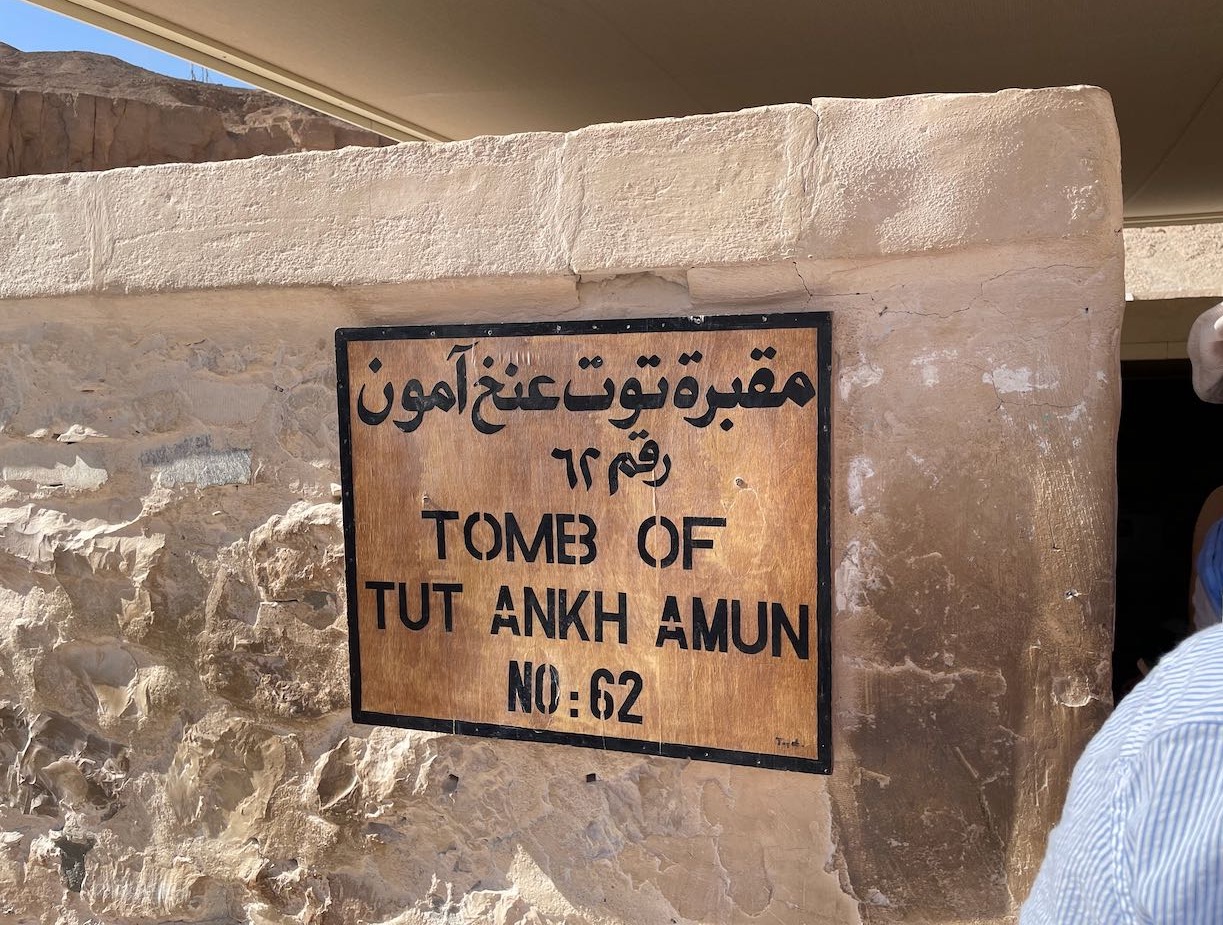 مقبرة توت عنخ آمون
رقم ٦٢
TOMB OF
TUT ANKH AMUN
NO:62